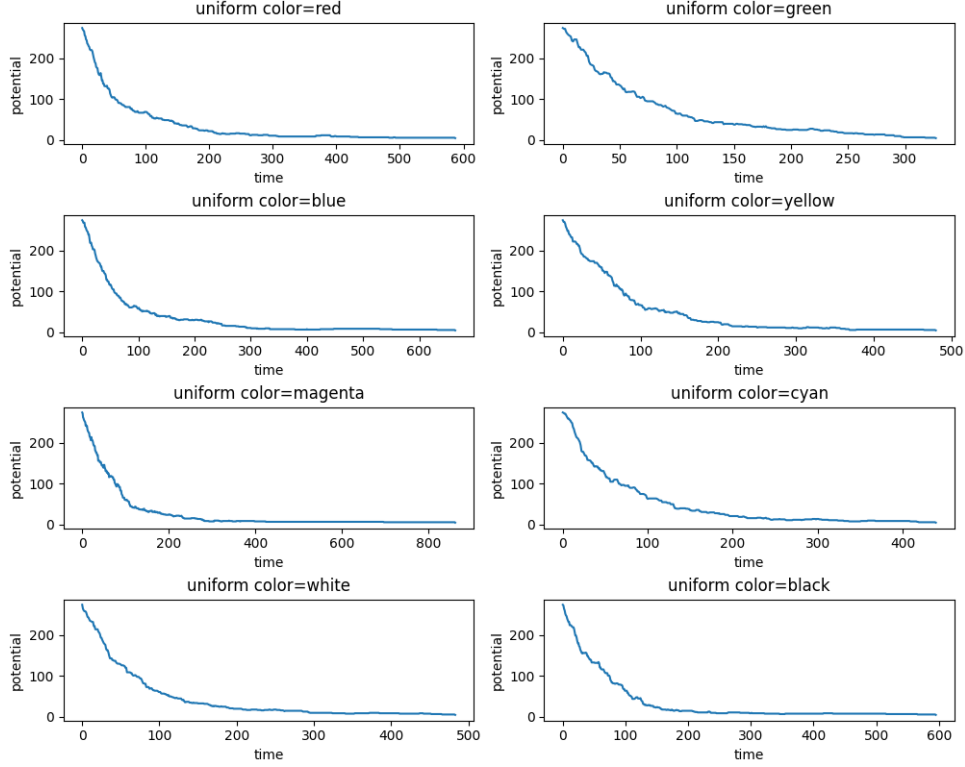 uniform color=red
potential
200
100
0
0 100 200 300 400 500 600
time
uniform color=green
potential
200
100
0
0 50 100 150 200 250 300
time
uniform color=blue
potential
200
100
0
0 100 200 300 400 500 600
time
uniform color=yellow
potential
200
100
0
0 100 200 300 400 500
time
uniform color=magenta
potential
200
100
0
0 200 400 600 800
time
uniform color=cyan
potential
200
100
0
0 100 200 300 400
time
uniform color=white
potential
200
100
0
0 100 200 300 400 500
time
uniform color=black
potential
200
100
0
0 100 200 300 400 500 600
time